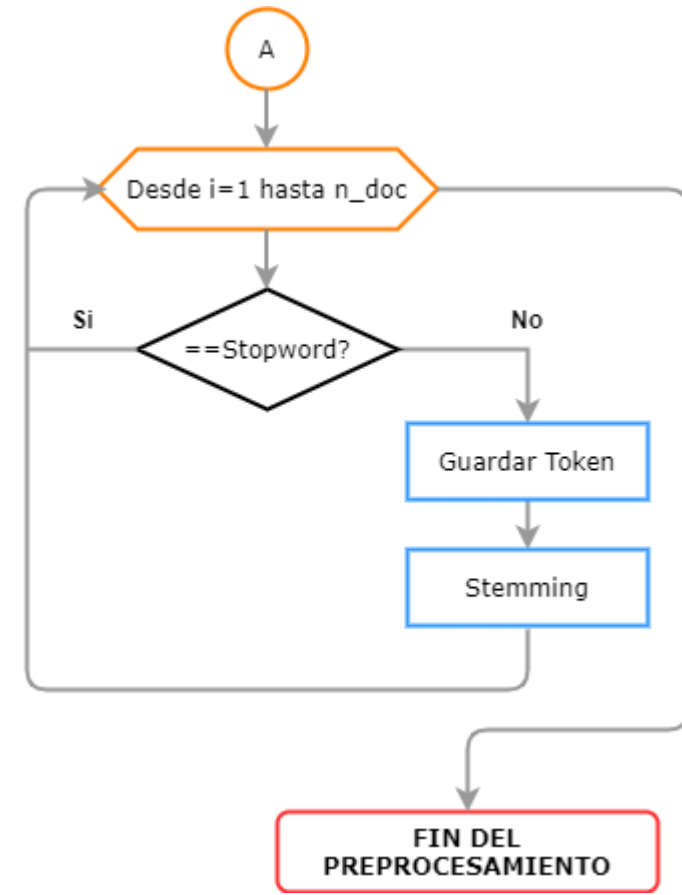 A
Desde i=1 hasta n_doc
Si
No
==Stopword?
Guardar Token
Stemming
FIN DEL
PREPROCESAMIENTO